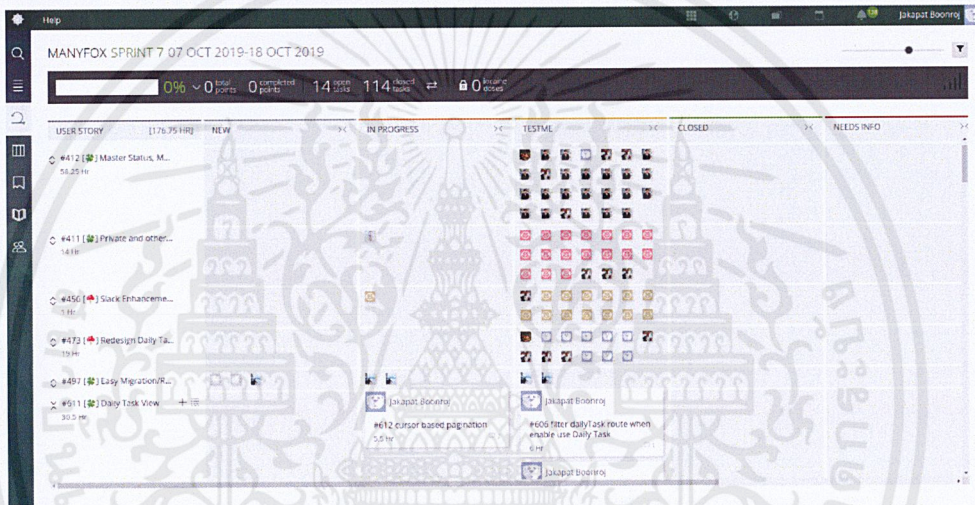 Help
Jakapat Boonroj
MANYFOX SPRINT 7 07 OCT 2019-18 OCT 2019
0% 0 total points 0 completed points 14 open tasks 114 closed tasks 0 iocaine doses
USER STORY [176.75 HR] NEW IN PROGRESS TESTME CLOSED NEEDS INFO
#412 [ ] Master Status, M...
58.25 Hr
#411 [ ] Private and other...
14 Hr
#456 [ ] Slack Enhanceme...
1 Hr
#473 [ ] Redesign Daily Ta...
19 Hr
#497 [ ] Easy Migration/R...
#611 [ ] Daily Task View
30.5 Hr
Jakapat Boonroj
#612 cursor based pagination
5.5 Hr
Jakapat Boonroj
#606 filter dailyTask route when
enable use Daily Task
6 Hr
Jakapat Boonroj